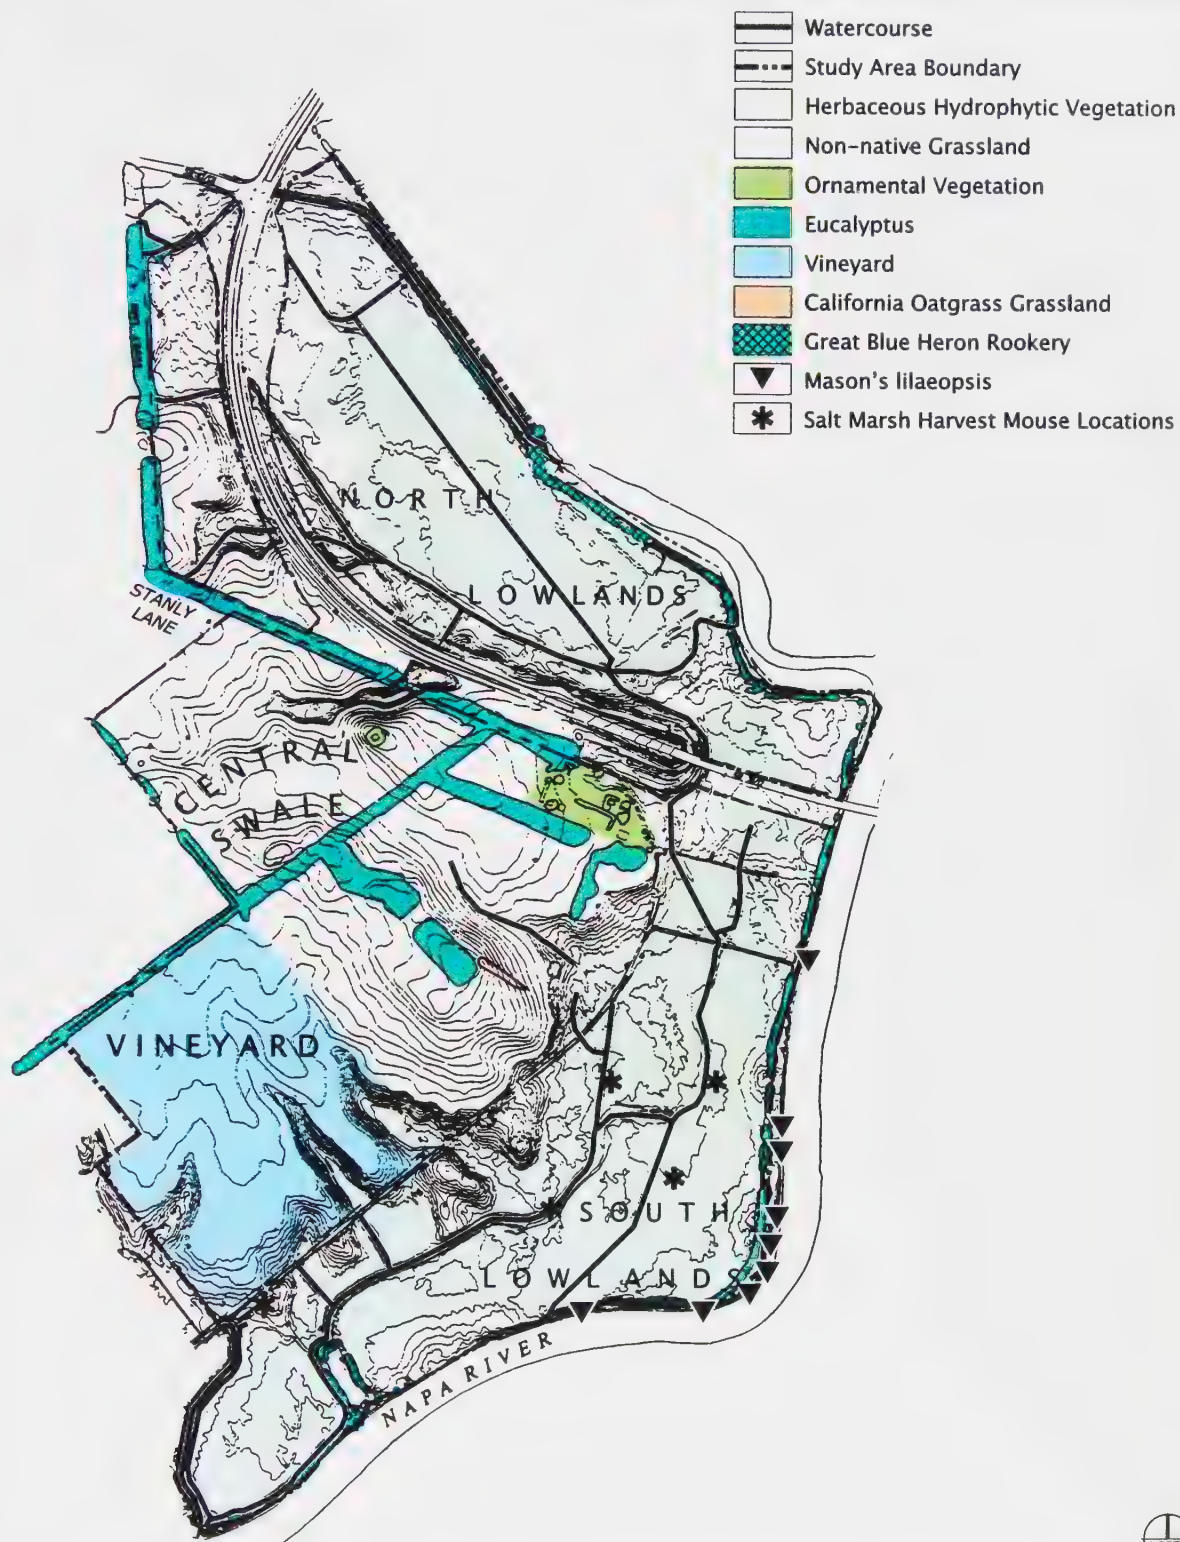 Watercourse
Study Area Boundary
Herbaceous Hydrophytic Vegetation
Non-native Grassland
Ornamental Vegetation
Eucalyptus
Vineyard
California Oatgrass Grassland
Great Blue Heron Rookery
Mason's lilaeopsis
Salt Marsh Harvest Mouse Locations
NORTH
LOWLANDS
STANLY
LANE
CENTRAL
SWALE
VINEYARD
SOUTH
LOWLANDS
NAPA RIVER